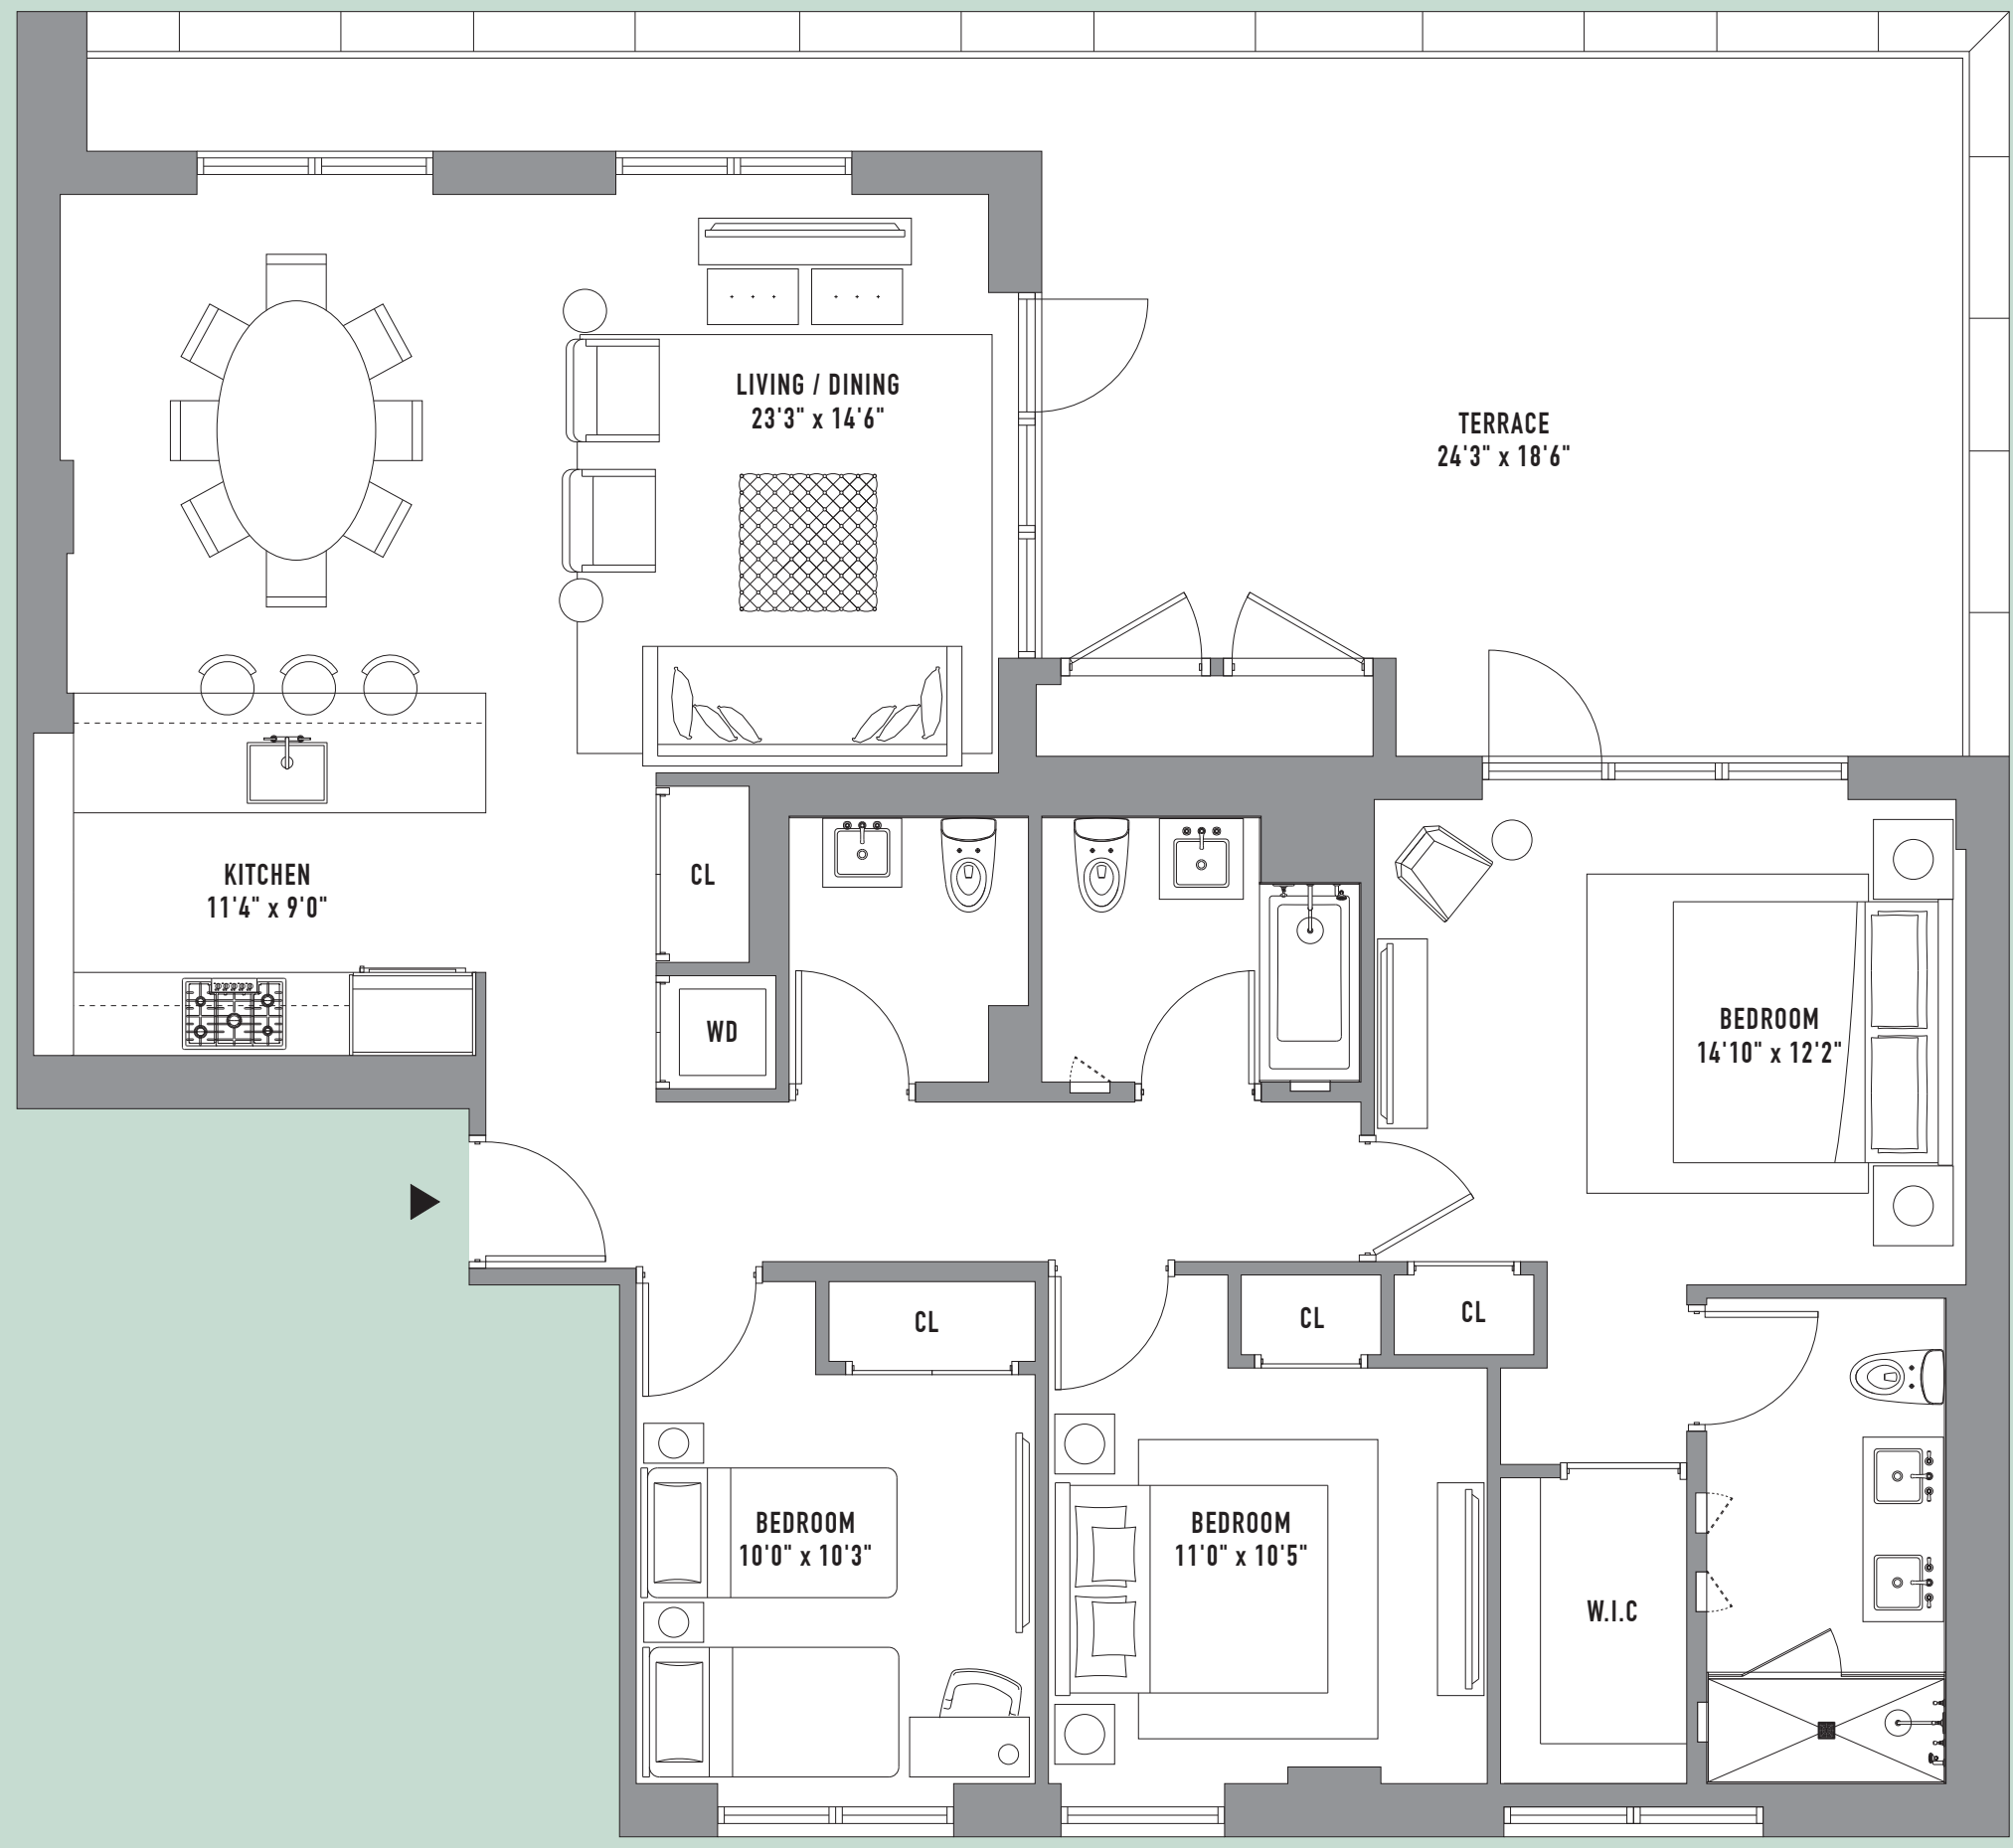 LIVING / DINING
23'3" x 14'6"
TERRACE
24'3" x 18'6"
KITCHEN
11'4" x 9'0"
CL
WD
BEDROOM
14'10" x 12'2"
CL
CL
CL
BEDROOM
10'0" x 10'3"
BEDROOM
11'0" x 10'5"
W.I.C